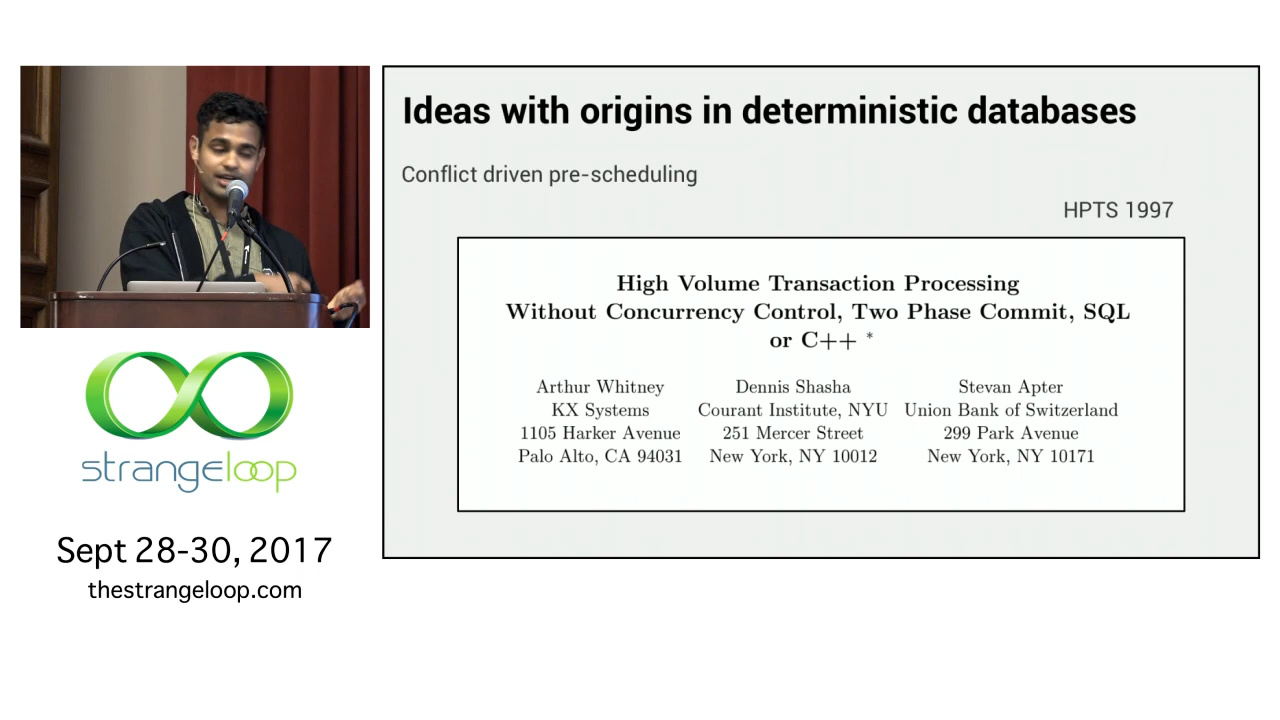 Ideas with origins in deterministic databases
Conflict driven pre-scheduling
HPTS 1997
High Volume Transaction Processing
Without Concurrency Control, Two Phase Commit, SQL
or C++ *
Arthur Whitney
KX Systems
1105 Harker Avenue
Palo Alto, CA 94031
Dennis Shasha
Courant Institute, NYU
251 Mercer Street
New York, NY 10012
Stevan Apter
Union Bank of Switzerland
299 Park Avenue
New York, NY 10171
strangeloop
Sept 28-30, 2017
thestrangeloop.com